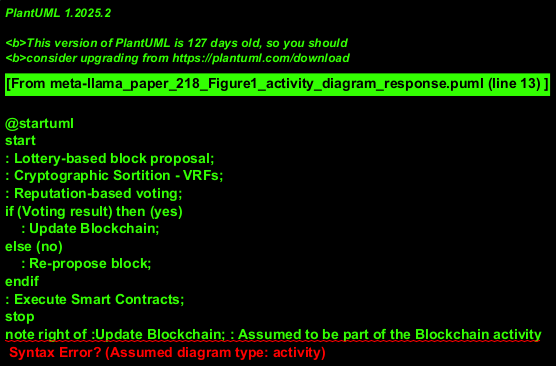 PlantUML 1.2025.2
<b>This version of PlantUML is 127 days old, so you should
<b>consider upgrading from https://plantuml.com/download
[From meta-llama_paper_218_Figure1_activity_diagram_response.puml (line 13) ]
@startuml
start
: Lottery-based block proposal;
: Cryptographic Sortition - VRFs;
: Reputation-based voting;
if (Voting result) then (yes)
: Update Blockchain;
else (no)
: Re-propose block;
endif
: Execute Smart Contracts;
stop
note right of :Update Blockchain; : Assumed to be part of the Blockchain activity
Syntax Error? (Assumed diagram type: activity)